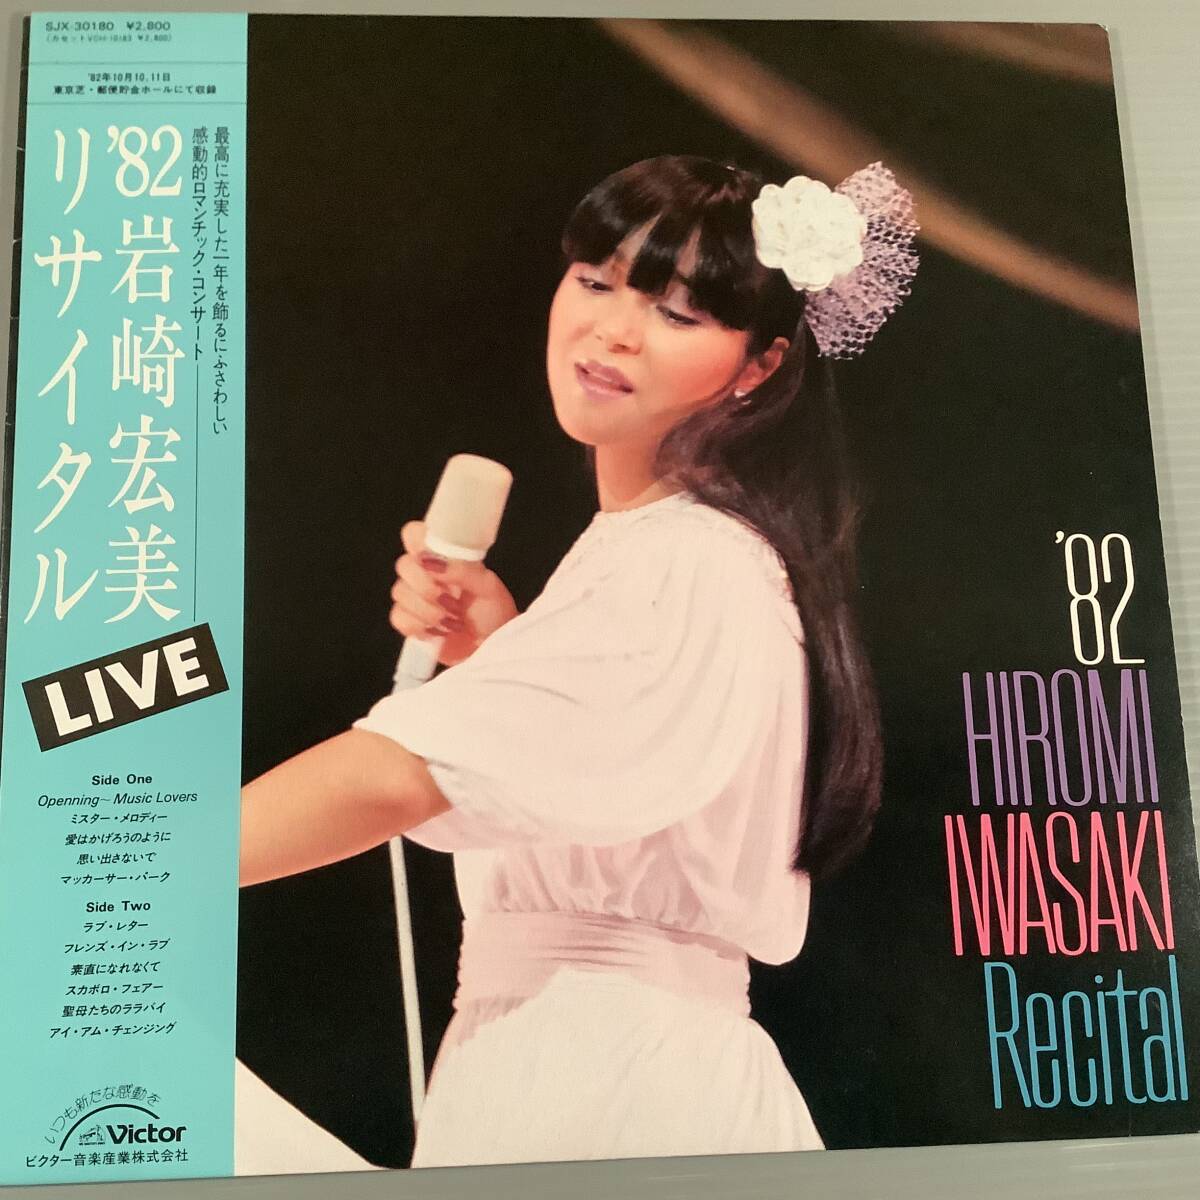 SJX-30180 ¥2,800
(カセットVCH-10183 ¥2,800)
'82年10月10,11日
東京芝・郵便貯金ホールにて収録
最高に充実した一年を飾るにふさわしい
感動的ロマンチック・コンサート
'82岩崎宏美
リサイタル
LIVE
Side One
Openning~Music Lovers
ミスター・メロディー
愛はかげろうのように
思い出さないで
マッカーサー・パーク
Side Two
ラブ・レター
フレンズ・イン・ラブ
素直になれなくて
スカボロ・フェアー
聖母たちのララバイ
アイ・アム・チェンジング
いつも新たな感動を
Victor
ビクター音楽産業株式会社
'82
HIROMI
IWASAKI
Recital